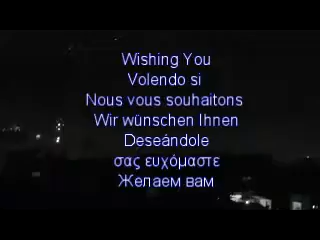 Wishing You
Volendo si
Nous vous souhaitons
Wir wünschen Ihnen
Deseándole
σας ευχόμαστε
Желаем вам